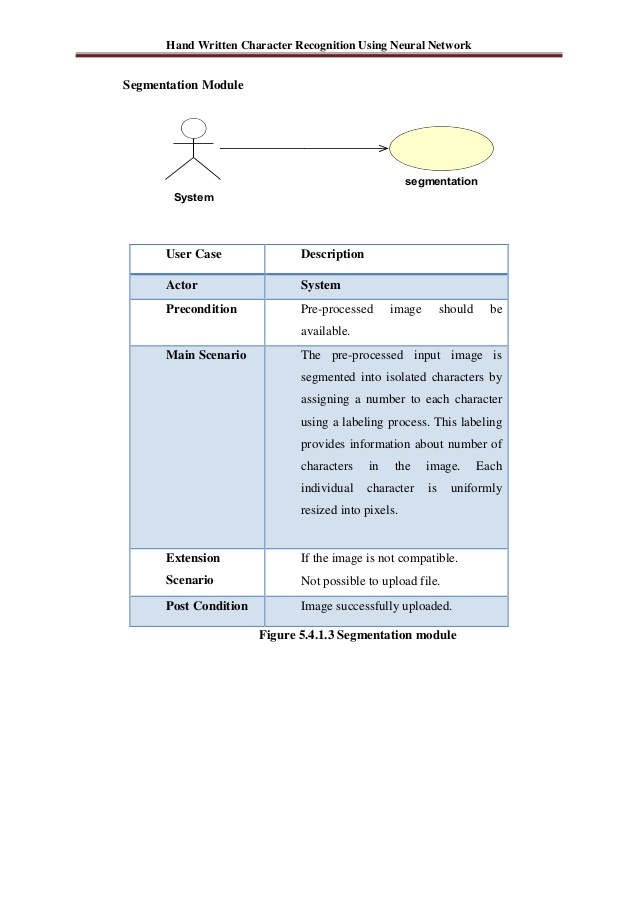 Hand Written Character Recognition Using Neural Network
Segmentation Module
segmentation
System
User Case Description
Actor System
Precondition Pre-processed image should be
available.
Main Scenario The pre-processed input image is
segmented into isolated characters by
assigning a number to each character
using a labeling process. This labeling
provides information about number of
characters in the image. Each
individual character is uniformly
resized into pixels.
Extension If the image is not compatible.
Scenario Not possible to upload file.
Post Condition Image successfully uploaded.
Figure 5.4.1.3 Segmentation module